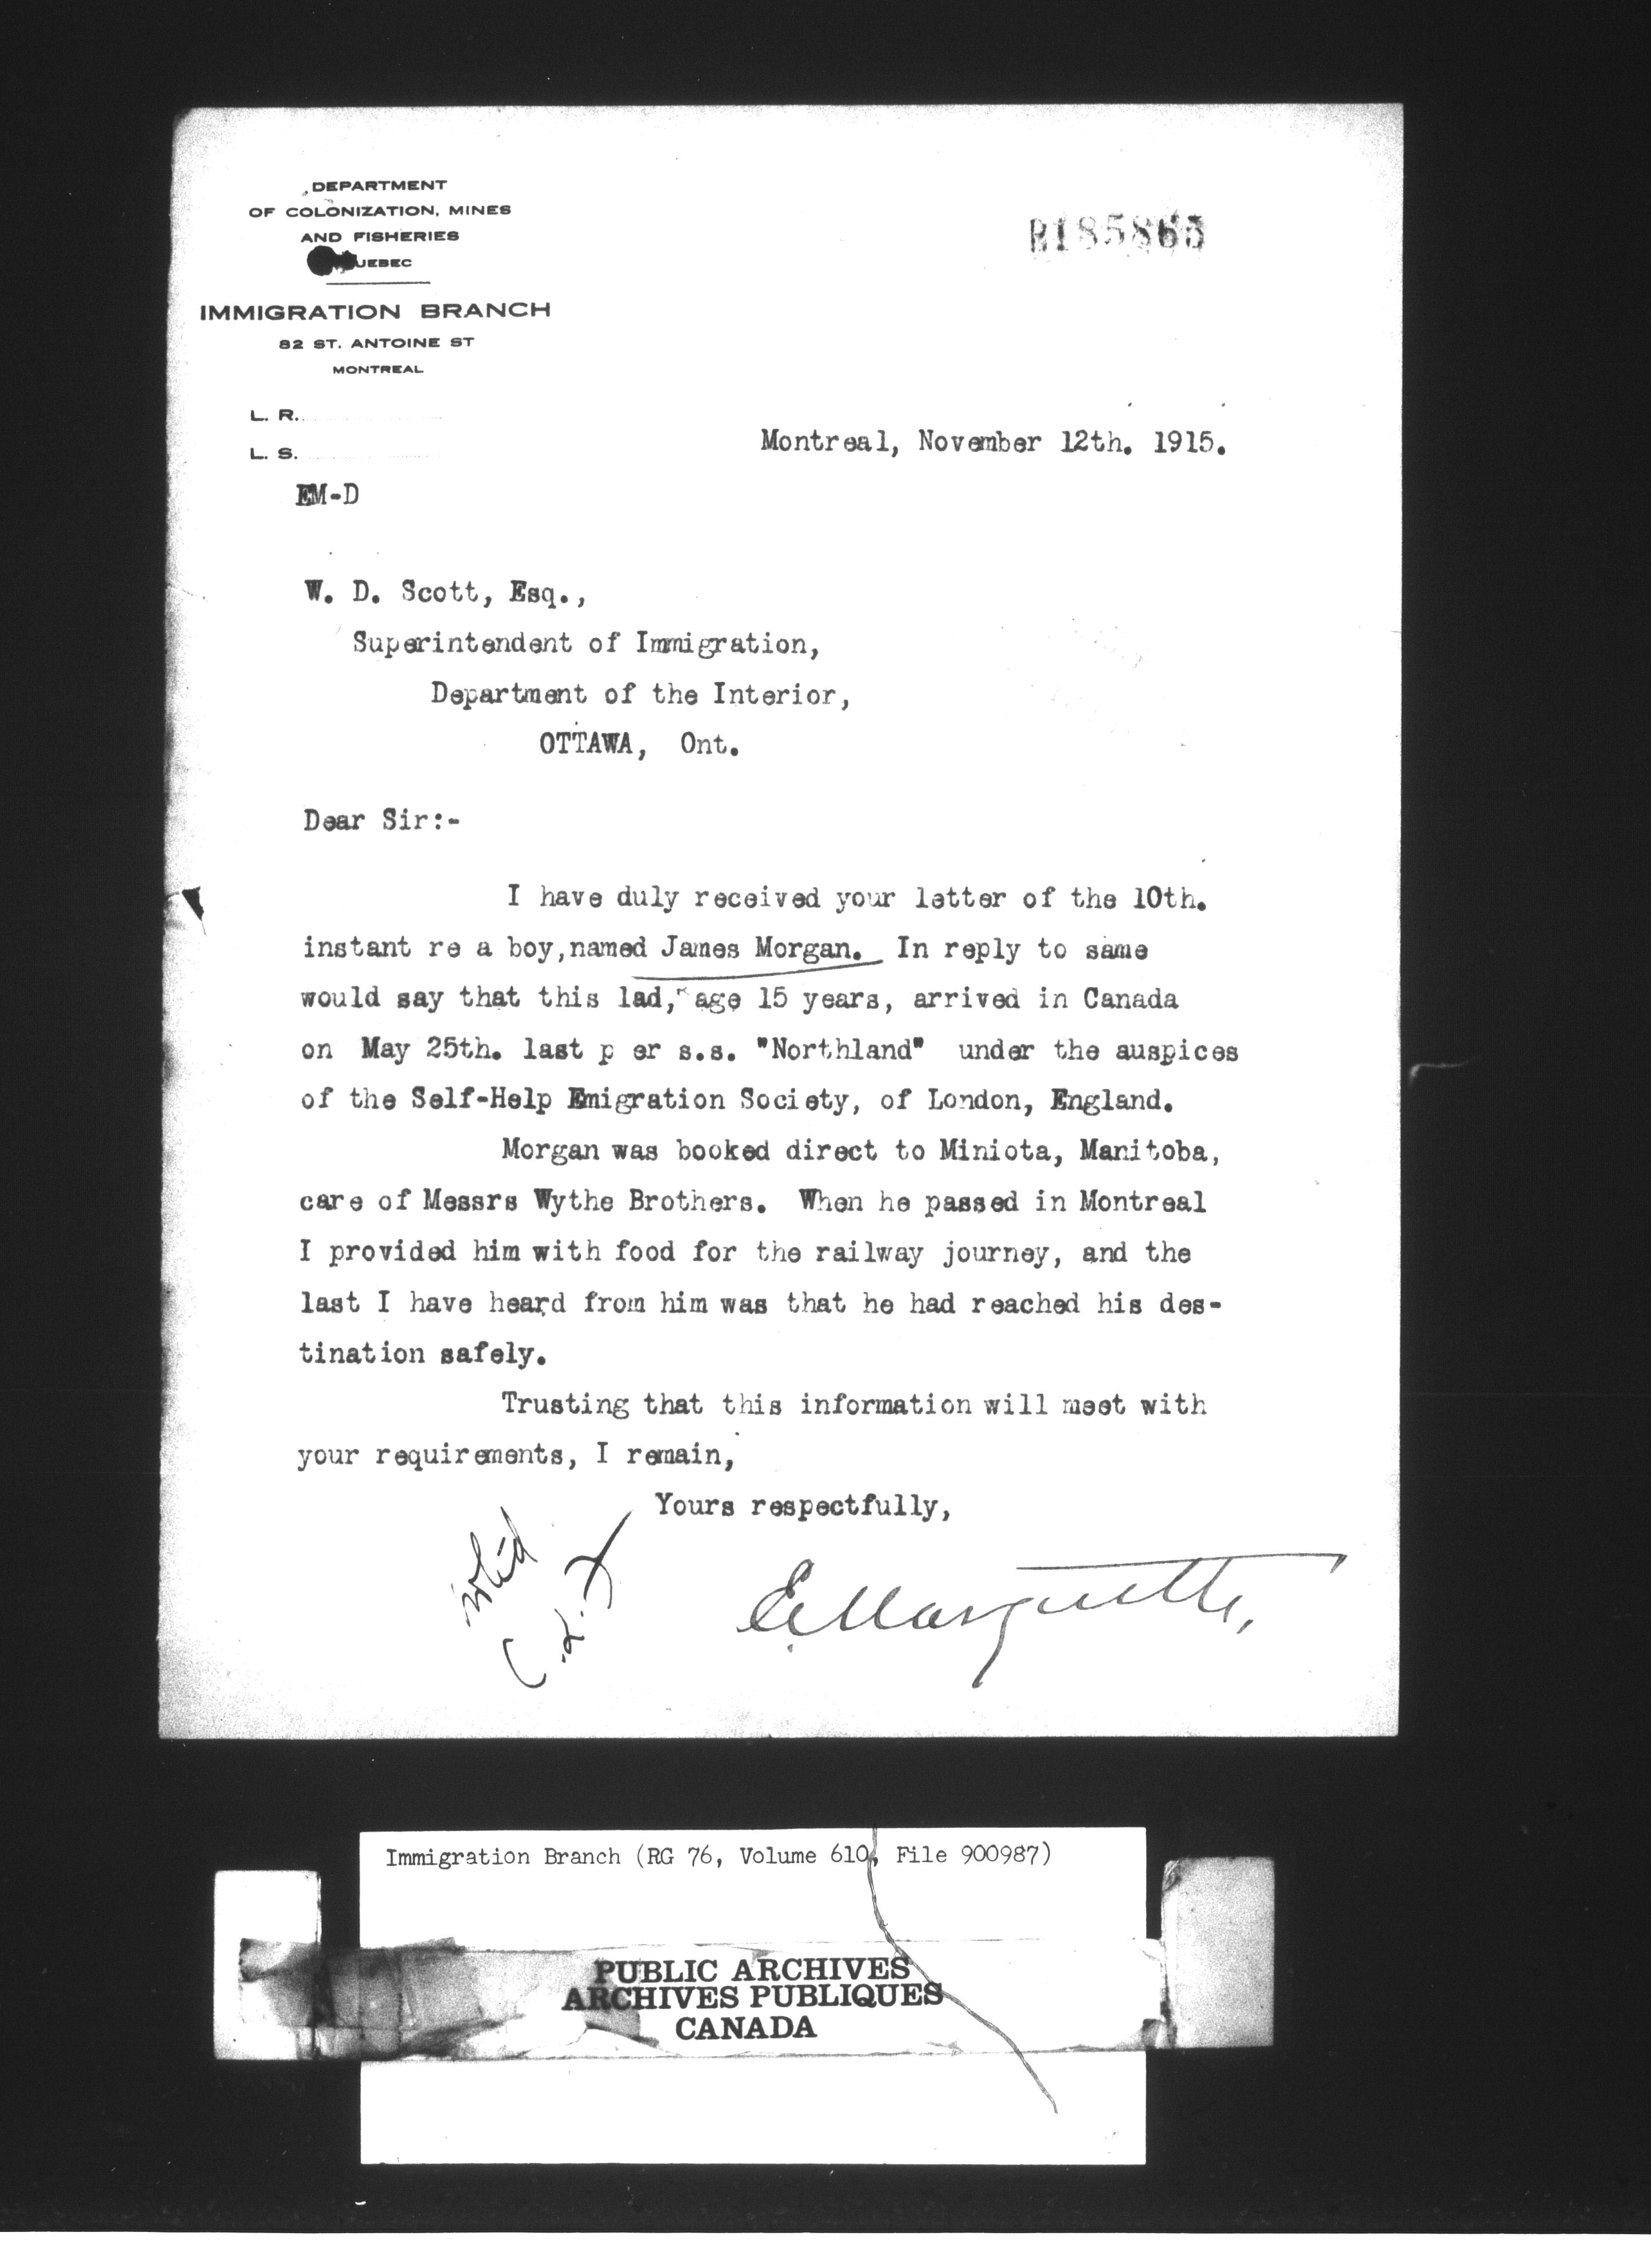 DEPARTMENT
OF COLONIZATION, MINES
AND FISHERIES
QUEBEC
IMMIGRATION BRANCH
82 ST. ANTOINE ST
MONTREAL
L. R.
L. S.
B185865
Montreal, November 12th. 1915.
EM-D
W. D. Scott, Esq.,
Superintendent of Immigration,
Department of the Interior,
OTTAWA, Ont.
Dear Sir:-
I have duly received your letter of the 10th.
instant re a boy,named James Morgan. In reply to same
would say that this lad, age 15 years, arrived in Canada
on May 25th. last p er s.s. "Northland" under the auspices
of the Self-Help Emigration Society, of London, England.
Morgan was booked direct to Miniota, Manitoba,
care of Messrs Wythe Brothers. When he passed in Montreal
I provided him with food for the railway journey, and the
last I have heard from him was that he had reached his des-
tination safely.
Trusting that this information will meet with
your requirements, I remain,
Yours respectfully,
E. Marquette,
Immigration Branch (RG 76, Volume 610, File 900987)
PUBLIC ARCHIVES
ARCHIVES PUBLIQUES
CANADA